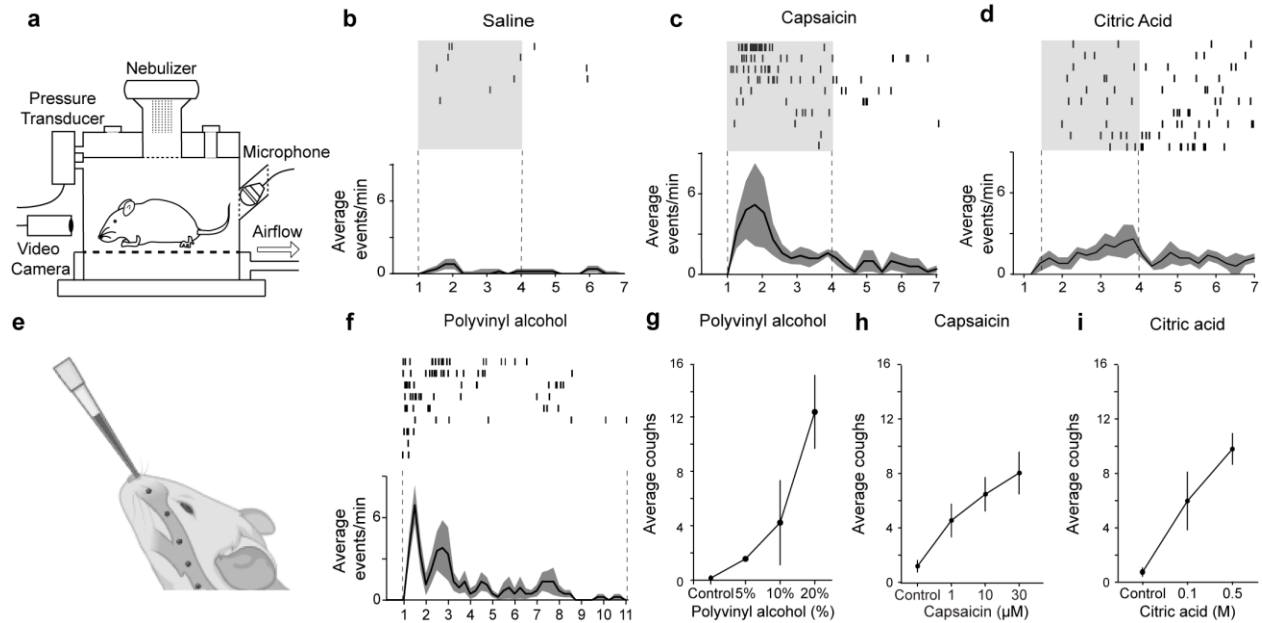 a
Nebulizer
Pressure
Transducer
Microphone
Airflow
Video
Camera
b
Saline
Average
events/min
6
0
1 2 3 4 5 6 7
c
Capsaicin
Average
events/min
6
0
1 2 3 4 5 6 7
d
Citric Acid
Average
events/min
6
0
1 2 3 4 5 6 7
e
f
Polyvinyl alcohol
Average
events/min
6
0
1 2 3 4 5 6 7 8 9 10 11
g
Polyvinyl alcohol
Average coughs
16
12
8
4
0
Control 5% 10% 20%
Polyvinyl alcohol (%)
h
Capsaicin
Average coughs
16
12
8
4
0
Control 1 10 30
Capsaicin (µM)
i
Citric acid
Average coughs
16
12
8
4
0
Control 0.1 0.5
Citric acid (M)